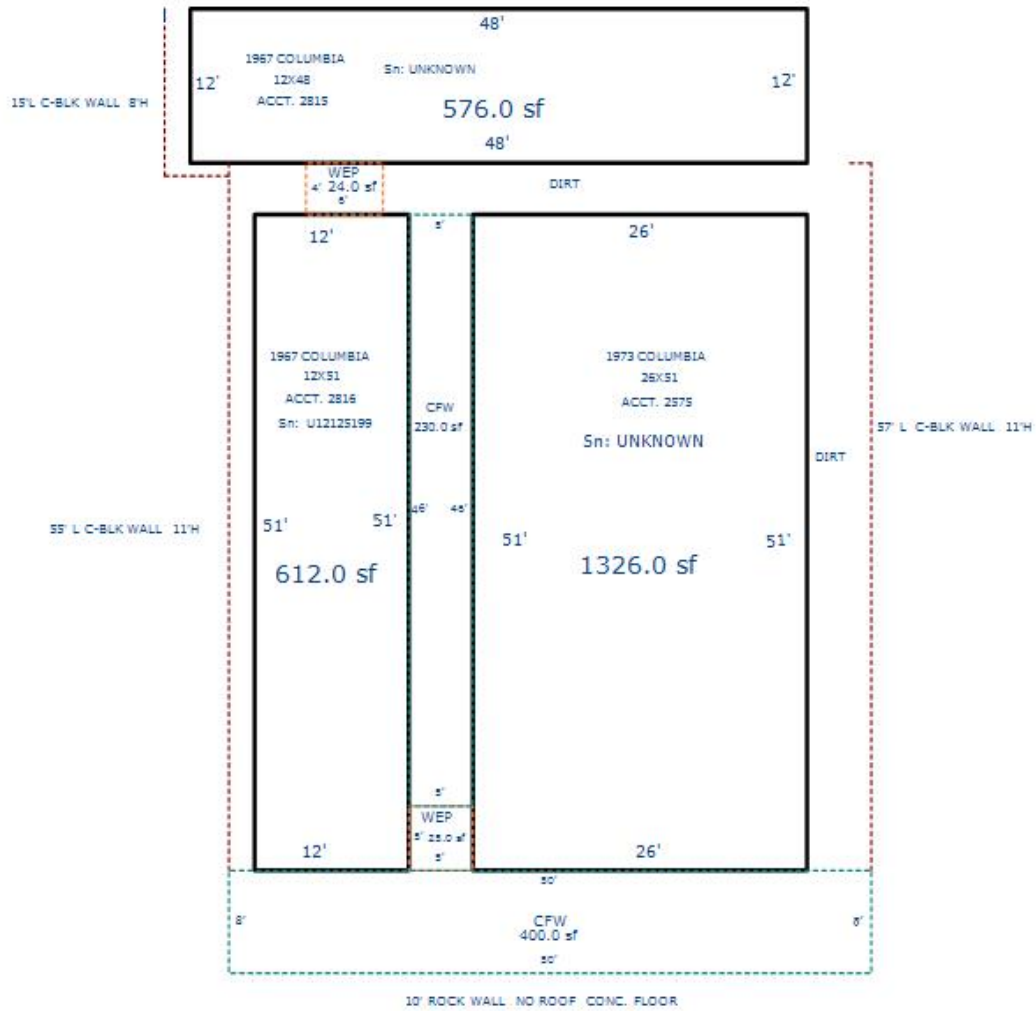 48'
1967 COLUMBIA
12X48
ACCT. 2815
Sn: UNKNOWN
12'
12'
576.0 sf
48'
15'L C-BLK WALL 8'H
WEP
4' 24.0 sf
6'
DIRT
12'
5'
26'
1967 COLUMBIA
12X51
ACCT. 2816
Sn: U12125199
CFW
230.0 sf
1973 COLUMBIA
26X51
ACCT. 2575
Sn: UNKNOWN
57' L C-BLK WALL 11'H
DIRT
55' L C-BLK WALL 11'H
51'
51'
46'
46'
51'
51'
612.0 sf
1326.0 sf
5'
WEP
5' 25.0 sf
5'
12'
26'
50'
8'
CFW
400.0 sf
8'
50'
10' ROCK WALL NO ROOF CONC. FLOOR